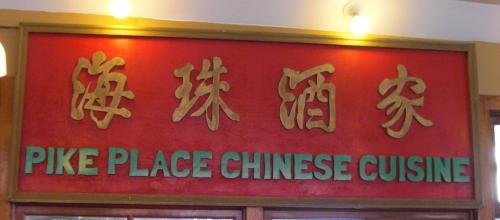 海珠酒家
PIKE PLACE CHINESE CUISINE